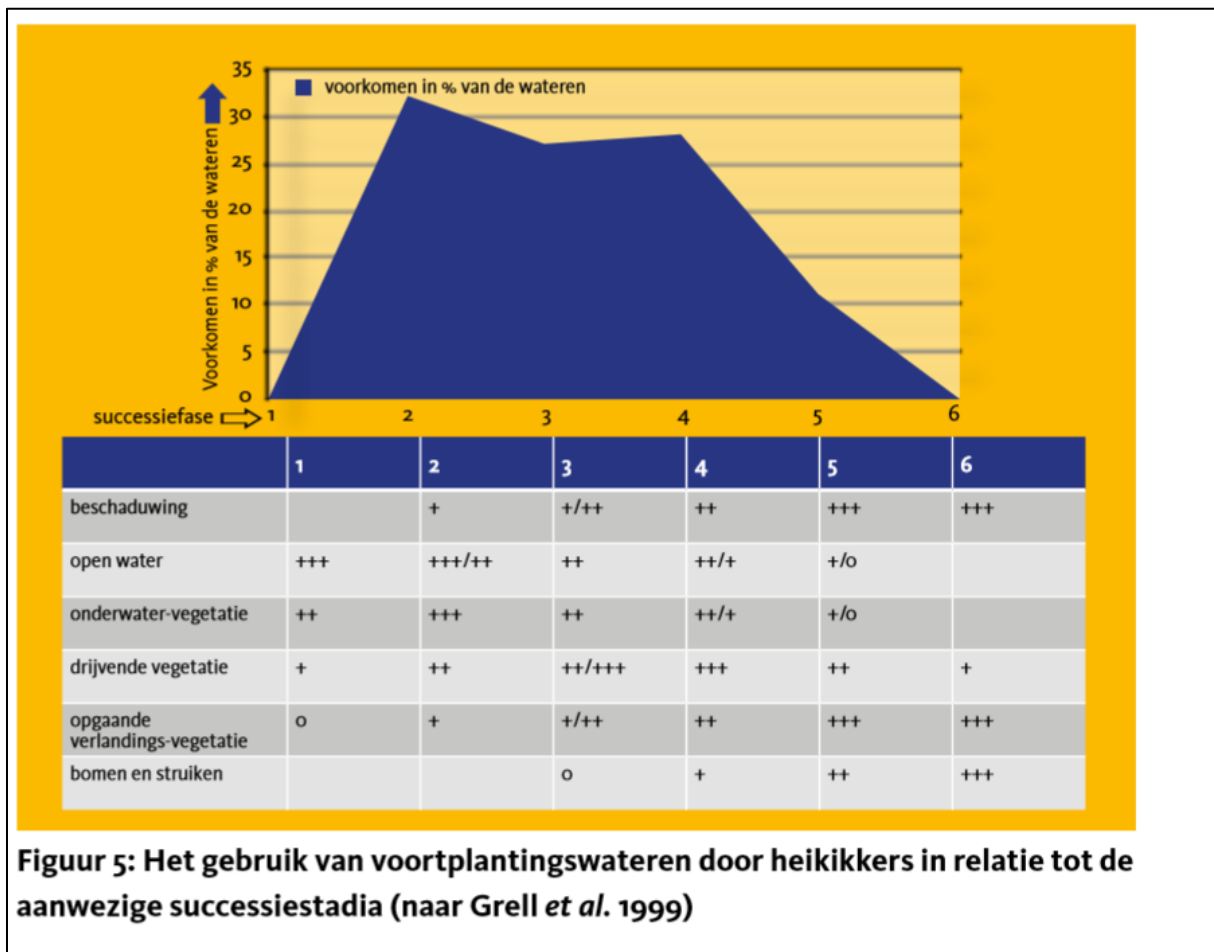 35
voorkomen in % van de wateren
30
25
20
15
10
5
0
Voorkomen in % van de wateren
successiefase 1 2 3 4 5 6
1 2 3 4 5 6
beschaduwing + +/++ ++ +++ +++
open water +++ +++/++ ++ ++/+ +/o
onderwater-vegetatie ++ +++ ++ ++/+ +/o
drijvende vegetatie + ++ ++/+++ +++ ++ +
opgaande
verlandings-vegetatie o + +/++ ++ +++ +++
bomen en struiken o + ++ +++
Figuur 5: Het gebruik van voortplantingswateren door heikikkers in relatie tot de
aanwezige successiestadia (naar Grell et al. 1999)